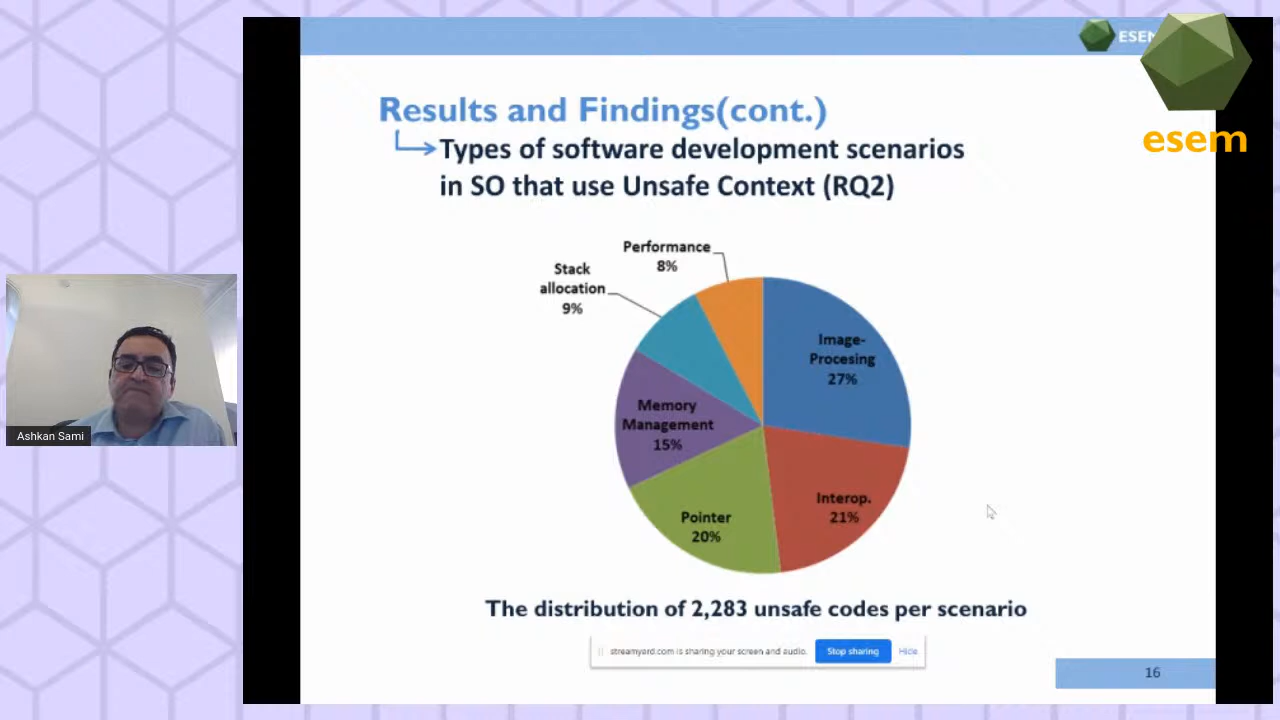 ESEM
esem
Results and Findings(cont.)
Types of software development scenarios
in SO that use Unsafe Context (RQ2)
Performance
8%
Stack
allocation
9%
Image-
Procesing
27%
Memory
Management
15%
Interop.
21%
Pointer
20%
Ashkan Sami
The distribution of 2,283 unsafe codes per scenario
streamyard.com is sharing your screen and audio.
Stop sharing
Hide
16